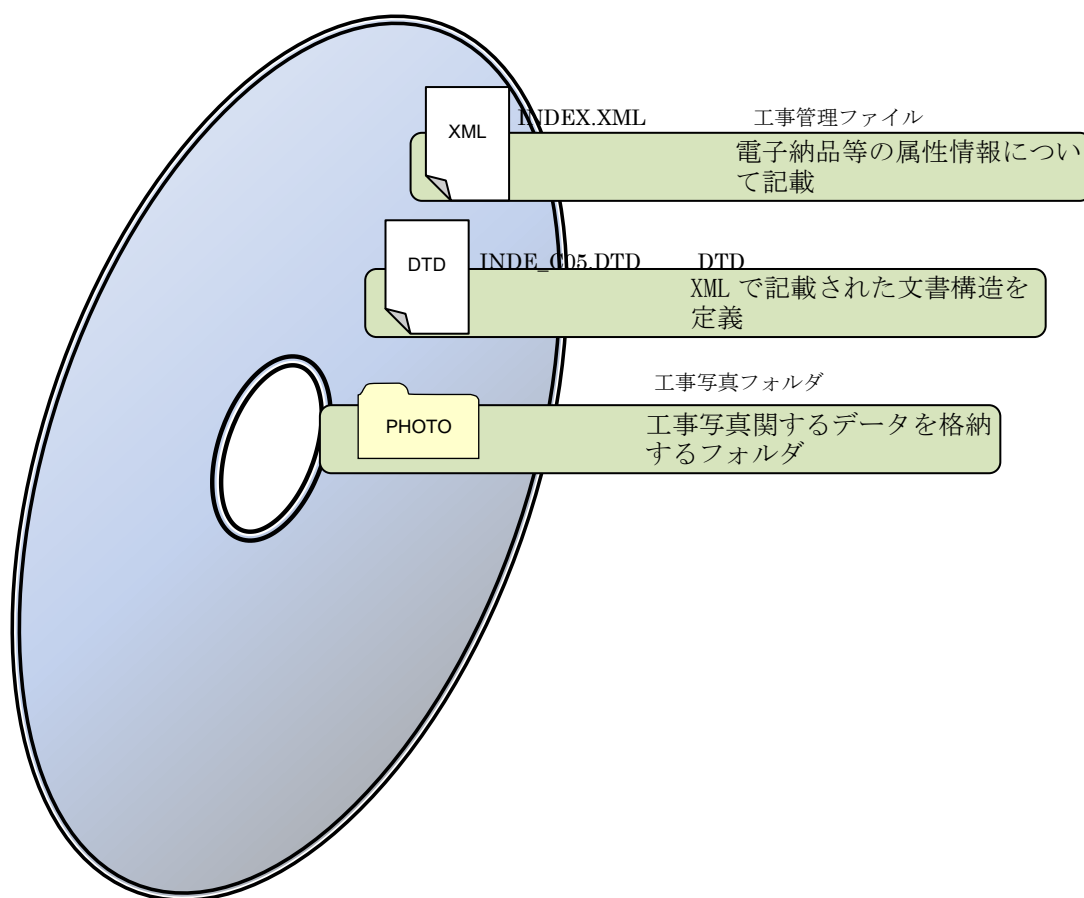 XML
INDEX.XML 工事管理ファイル
電子納品等の属性情報につい
て記載
DTD
INDE_C05.DTD DTD
XML で記載された文書構造を
定義
工事写真フォルダ
PHOTO
工事写真関するデータを格納
するフォルダ